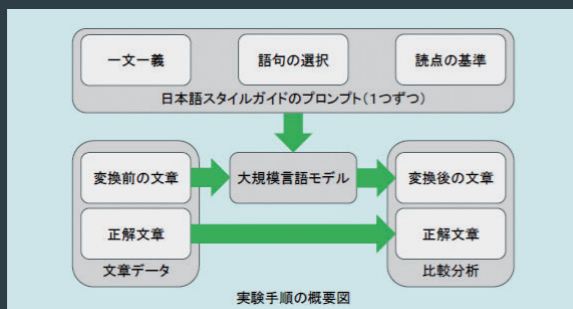 一文一義
語句の選択
読点の基準
日本語スタイルガイドのプロンプト(1つずつ)
変換前の文章
大規模言語モデル
変換後の文章
正解文章
正解文章
文章データ
比較分析
実験手順の概要図